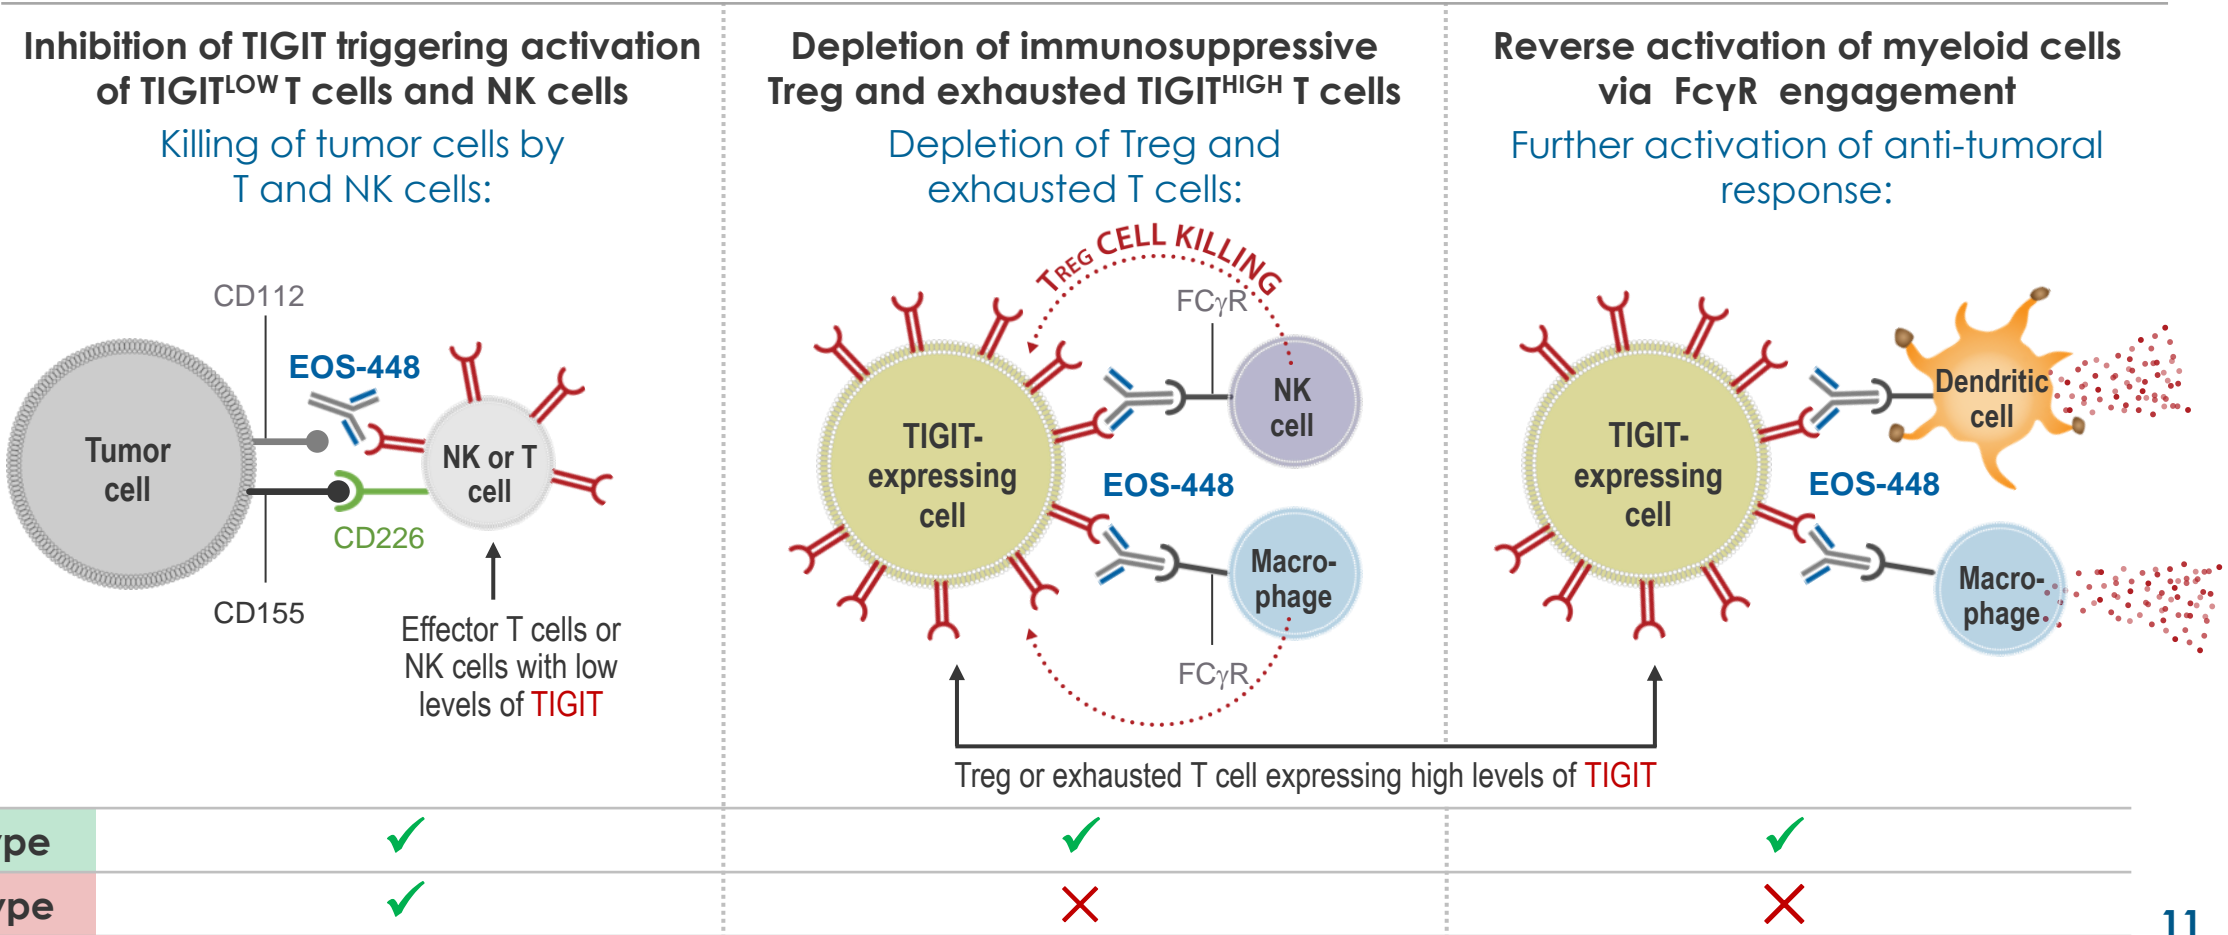 Inhibition of TIGIT triggering activation
of TIGITLOW T cells and NK cells
Killing of tumor cells by
T and NK cells:
CD112
EOS-448
Tumor
cell
NK or T
cell
CD226
CD155
Effector T cells or
NK cells with low
levels of TIGIT
Depletion of immunosuppressive
Treg and exhausted TIGITHIGH T cells
Depletion of Treg and
exhausted T cells:
TREG CELL KILLING
FCγR
NK
cell
TIGIT-
expressing
cell
EOS-448
Macro-
phage
FCγR
Reverse activation of myeloid cells
via FcγR engagement
Further activation of anti-tumoral
response:
Dendritic
cell
TIGIT-
expressing
cell
EOS-448
Macro-
phage
Treg or exhausted T cell expressing high levels of TIGIT
ype
ype
11